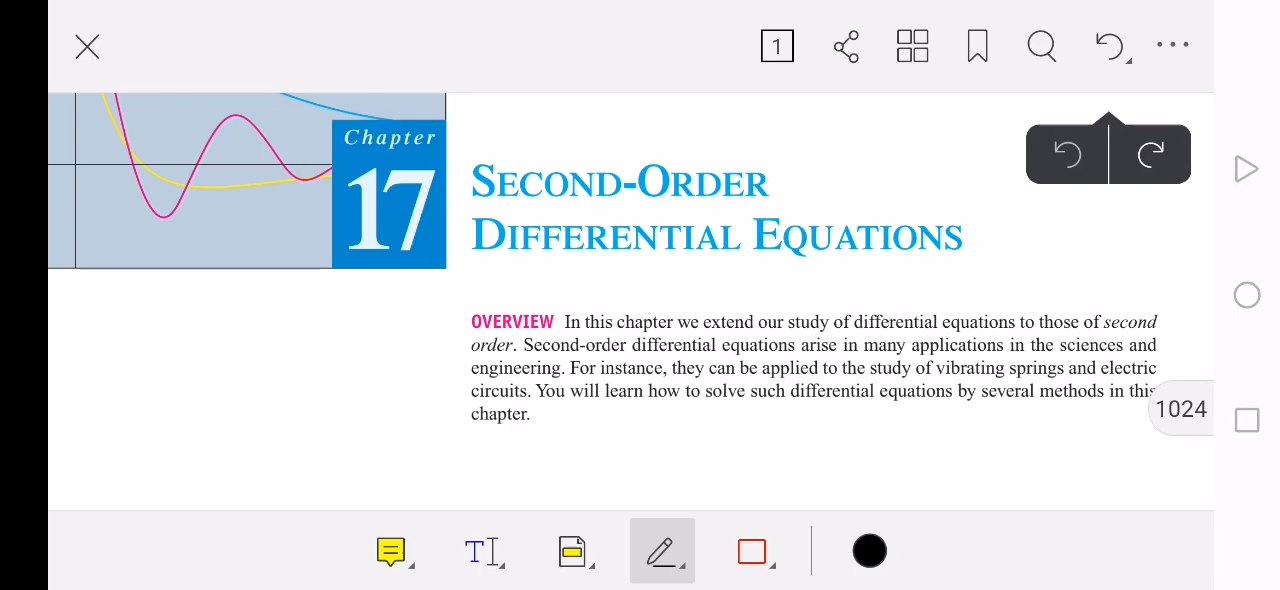 1
Chapter
17
SECOND-ORDER
DIFFERENTIAL EQUATIONS
OVERVIEW In this chapter we extend our study of differential equations to those of second
order. Second-order differential equations arise in many applications in the sciences and
engineering. For instance, they can be applied to the study of vibrating springs and electric
circuits. You will learn how to solve such differential equations by several methods in this
chapter.
1024
T